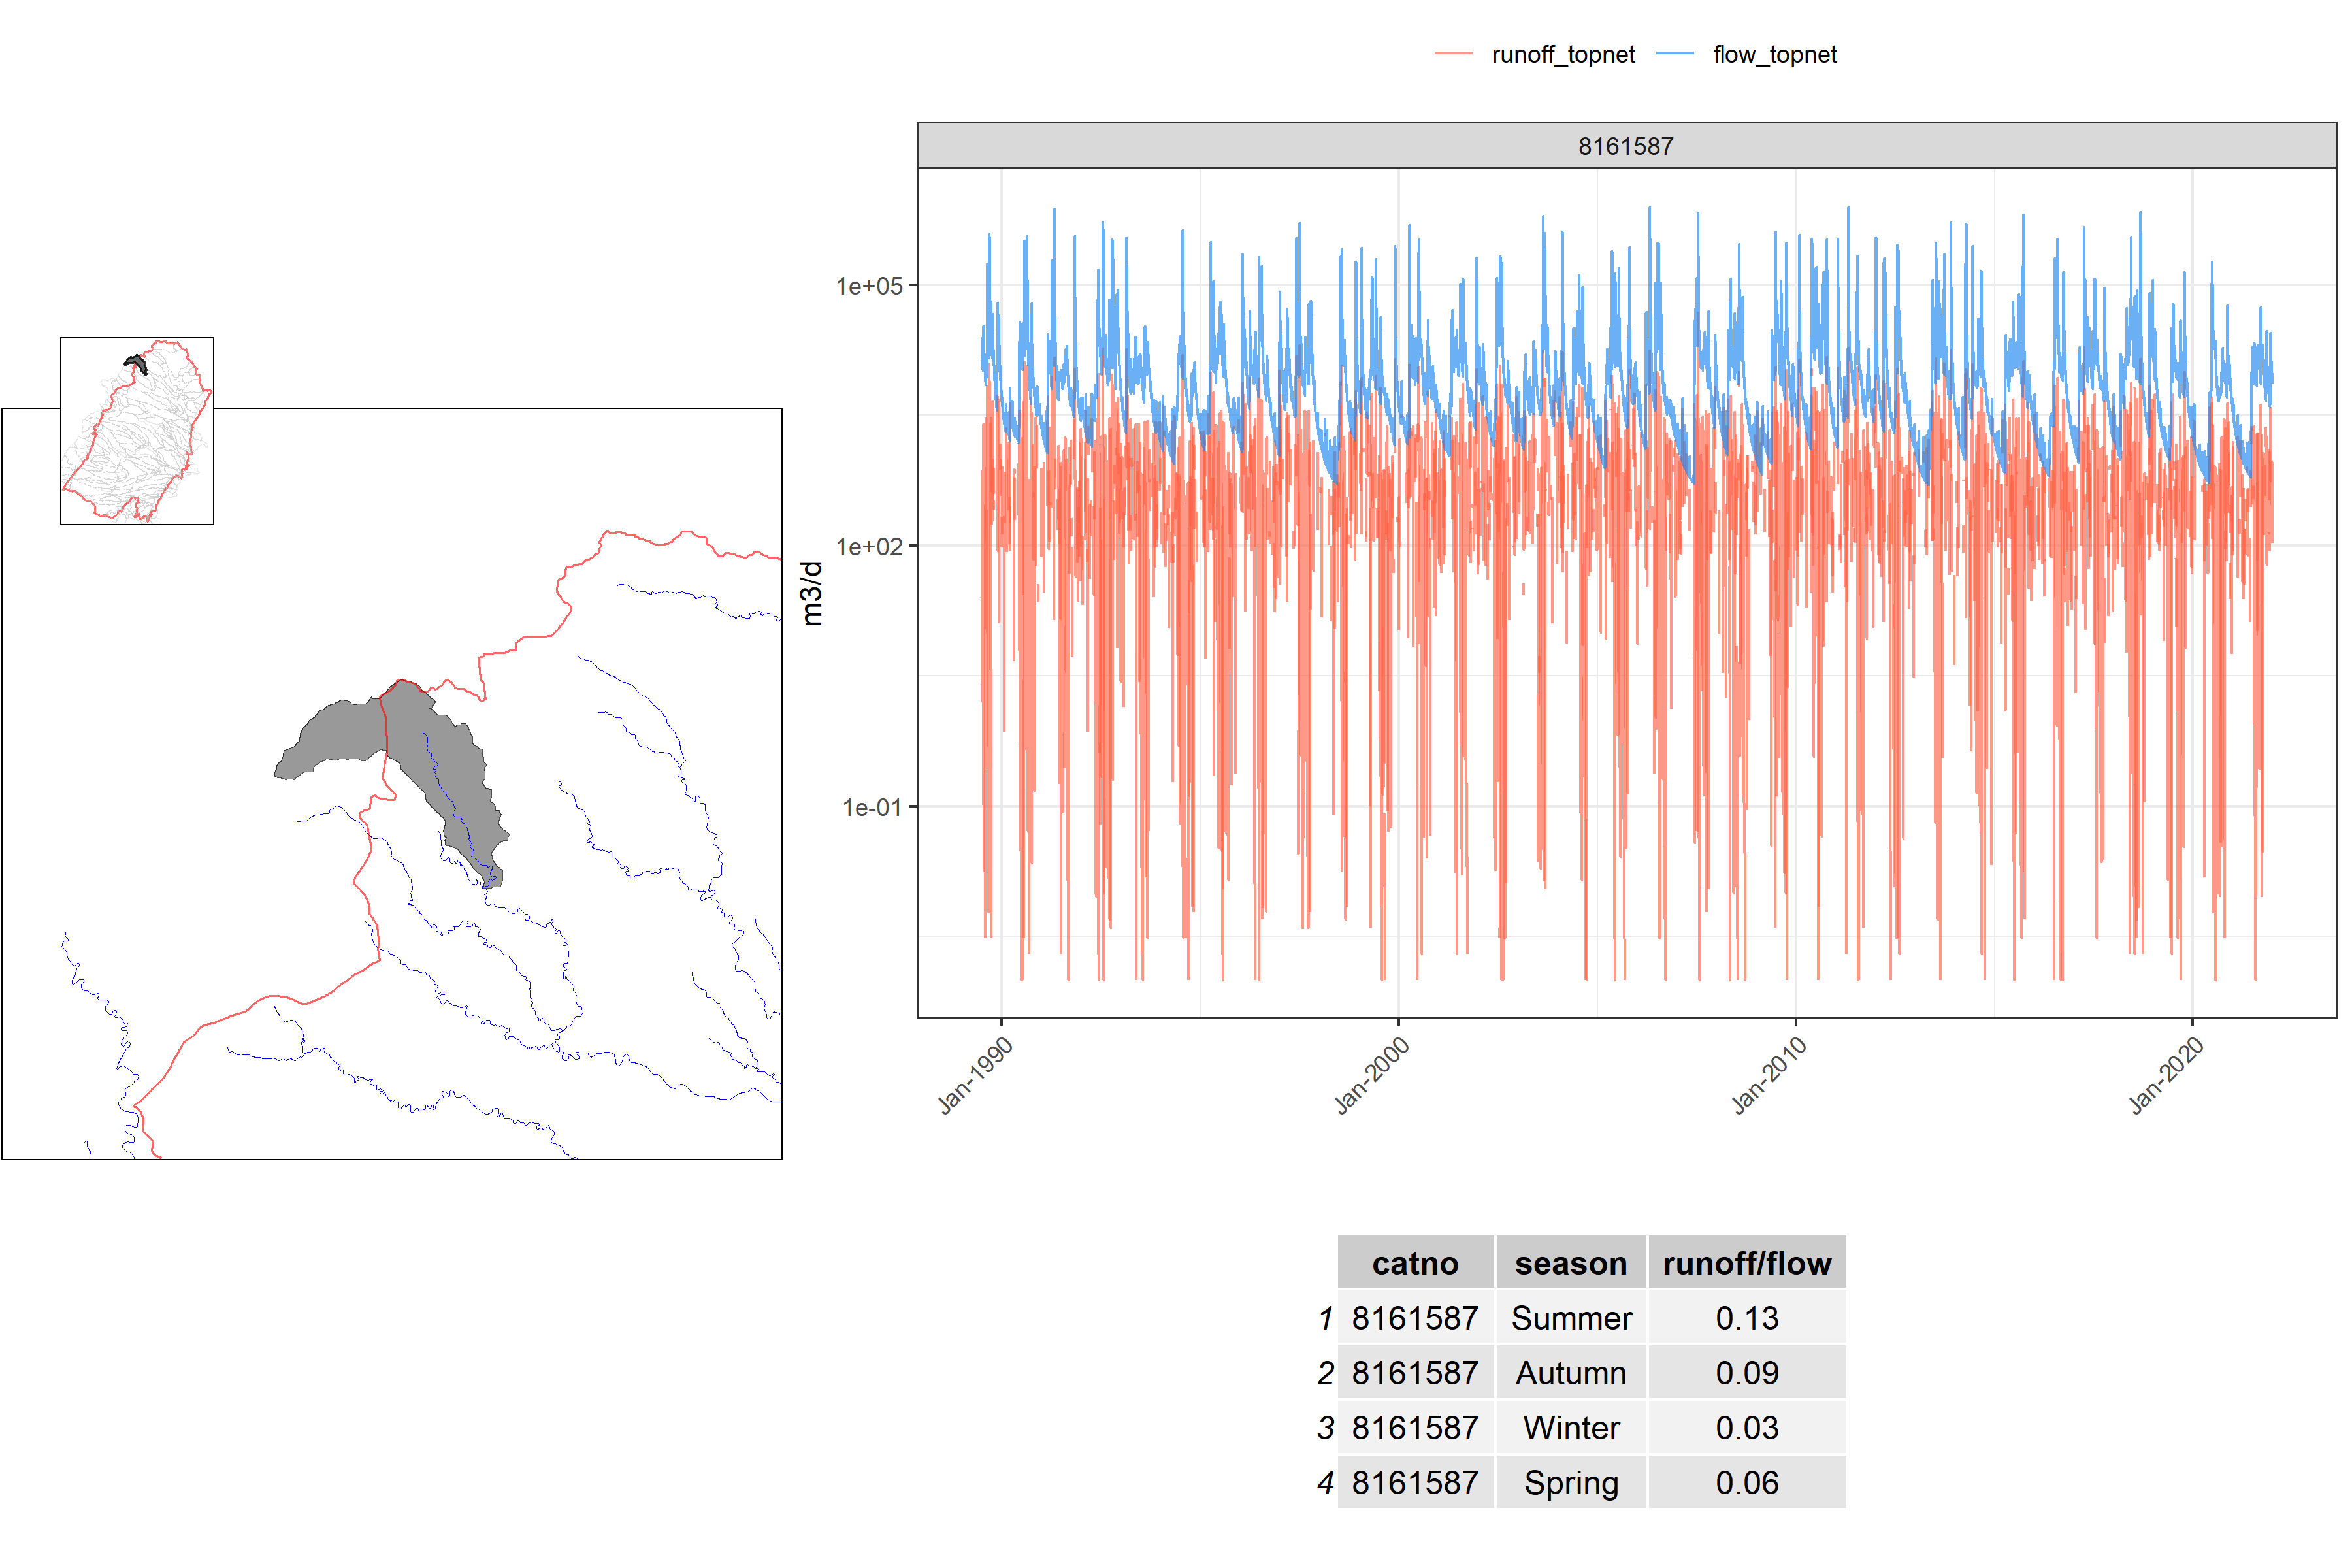 runoff_topnet flow_topnet
8161587
m3/d
1e+05
1e+02
1e-01
Jan-1990 Jan-2000 Jan-2010 Jan-2020
catno season runoff/flow
1 8161587 Summer 0.13
2 8161587 Autumn 0.09
3 8161587 Winter 0.03
4 8161587 Spring 0.06